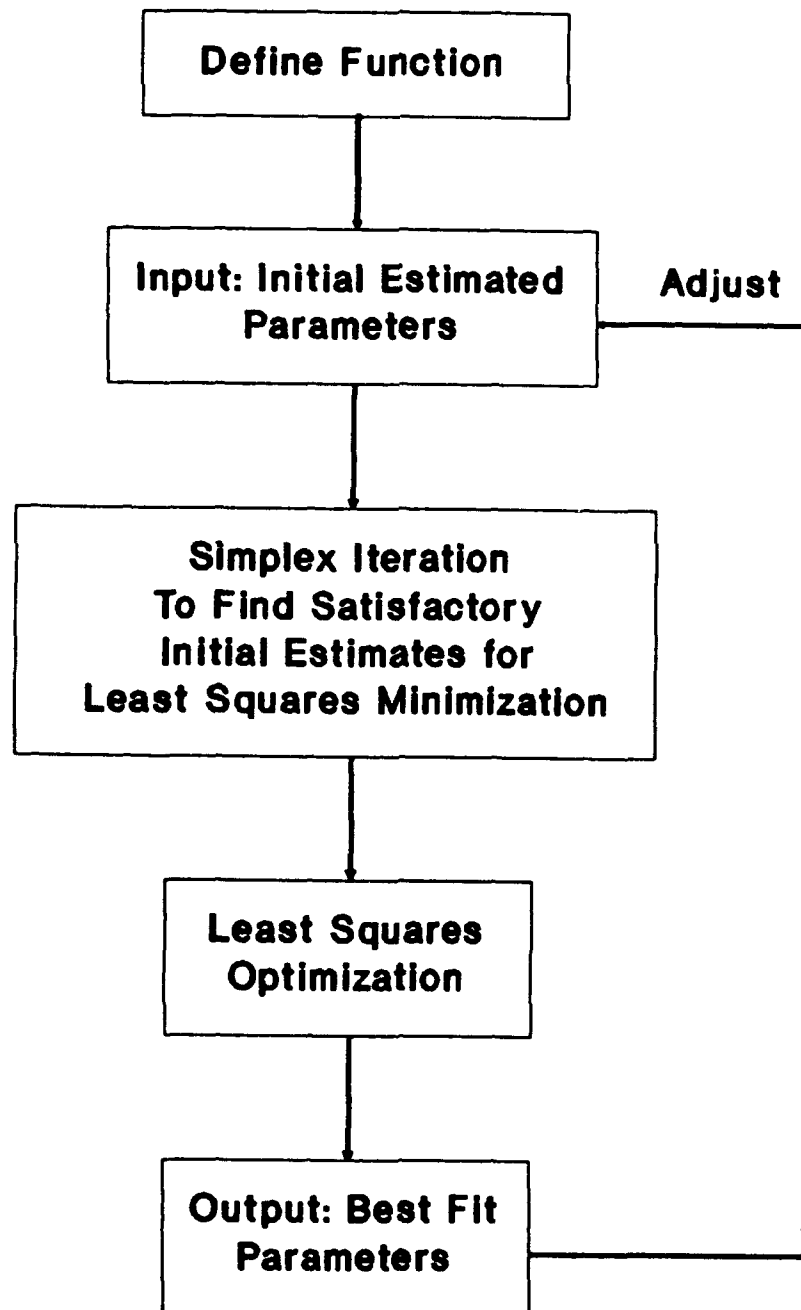 Define Function
Input: Initial Estimated
Parameters
Adjust
Simplex Iteration
To Find Satisfactory
Initial Estimates for
Least Squares Minimization
Least Squares
Optimization
Output: Best Fit
Parameters